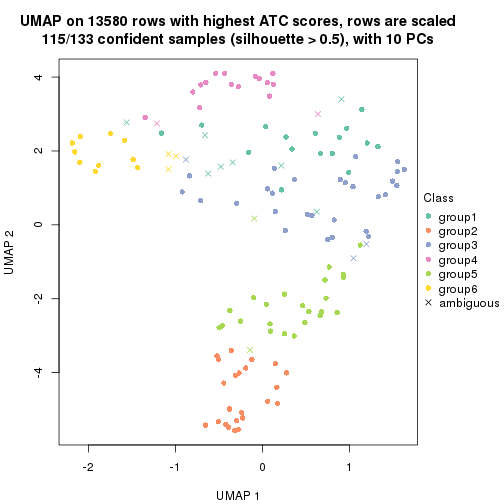 UMAP on 13580 rows with highest ATC scores, rows are scaled
115/133 confident samples (silhouette > 0.5), with 10 PCs
4
2
0
-2
-4
UMAP 2
-2
-1
0
1
UMAP 1
Class
group1
group2
group3
group4
group5
group6
ambiguous